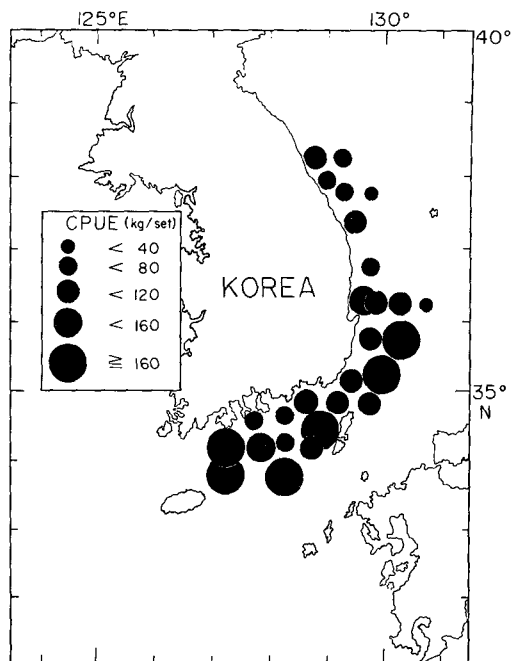 125°E 130°
40°
CPUE (kg/set)
< 40
< 80
< 120
< 160
≧ 160
KOREA
35°
N